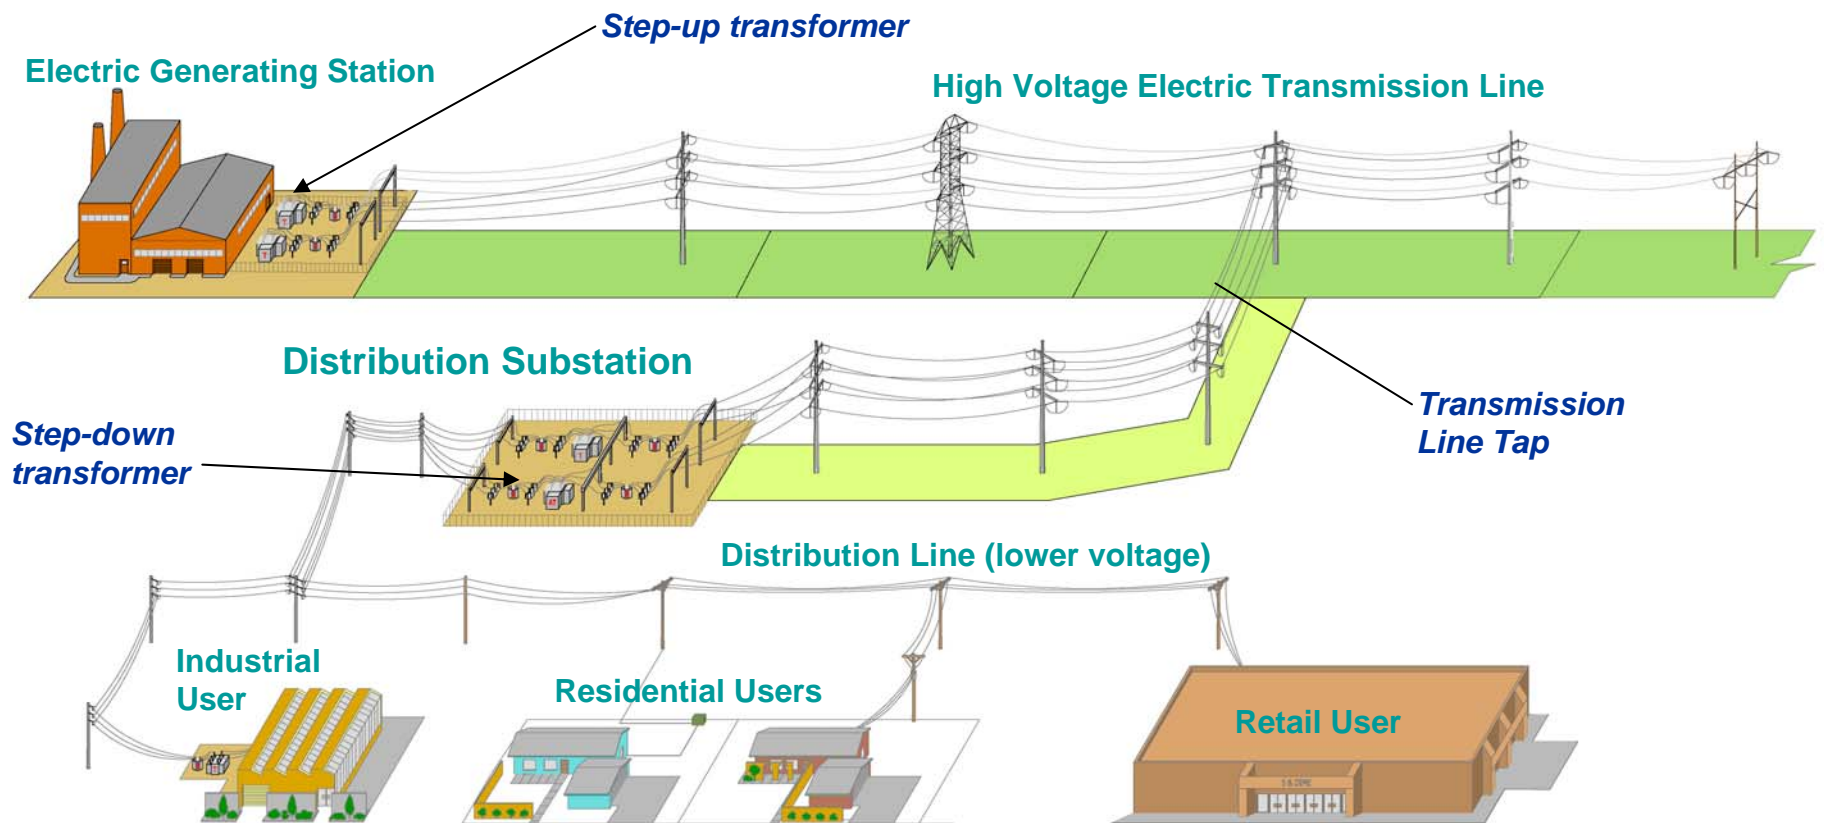 Step-up transformer
Electric Generating Station
High Voltage Electric Transmission Line
Distribution Substation
Step-down
transformer
Transmission
Line Tap
Distribution Line (lower voltage)
Industrial
User
Residential Users
Retail User